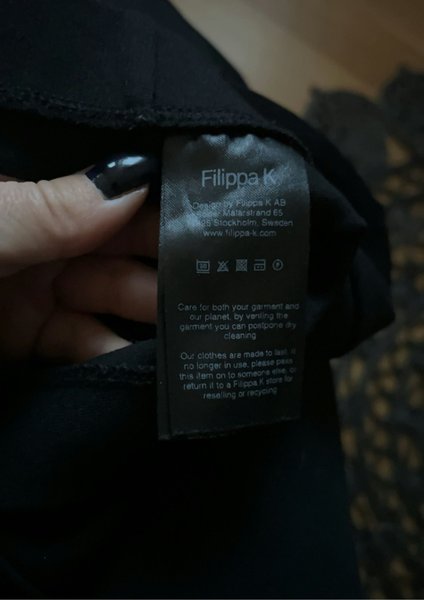 Filippa K
Design by Filippa K AB
Söder Mälarstrand 65
Stockholm, Sweden
www.filippa-k.com
30 P
Care for both your garment and
our planet, by venting the
garment you can postpone dry
cleaning
Our clothes are made to last. If
no longer in use, please pass
this item on to someone else, or
return it to a Filippa K store for
reselling or recycling